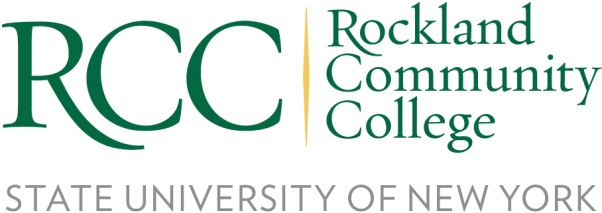 RCC
Rockland
Community
College
STATE UNIVERSITY OF NEW YORK